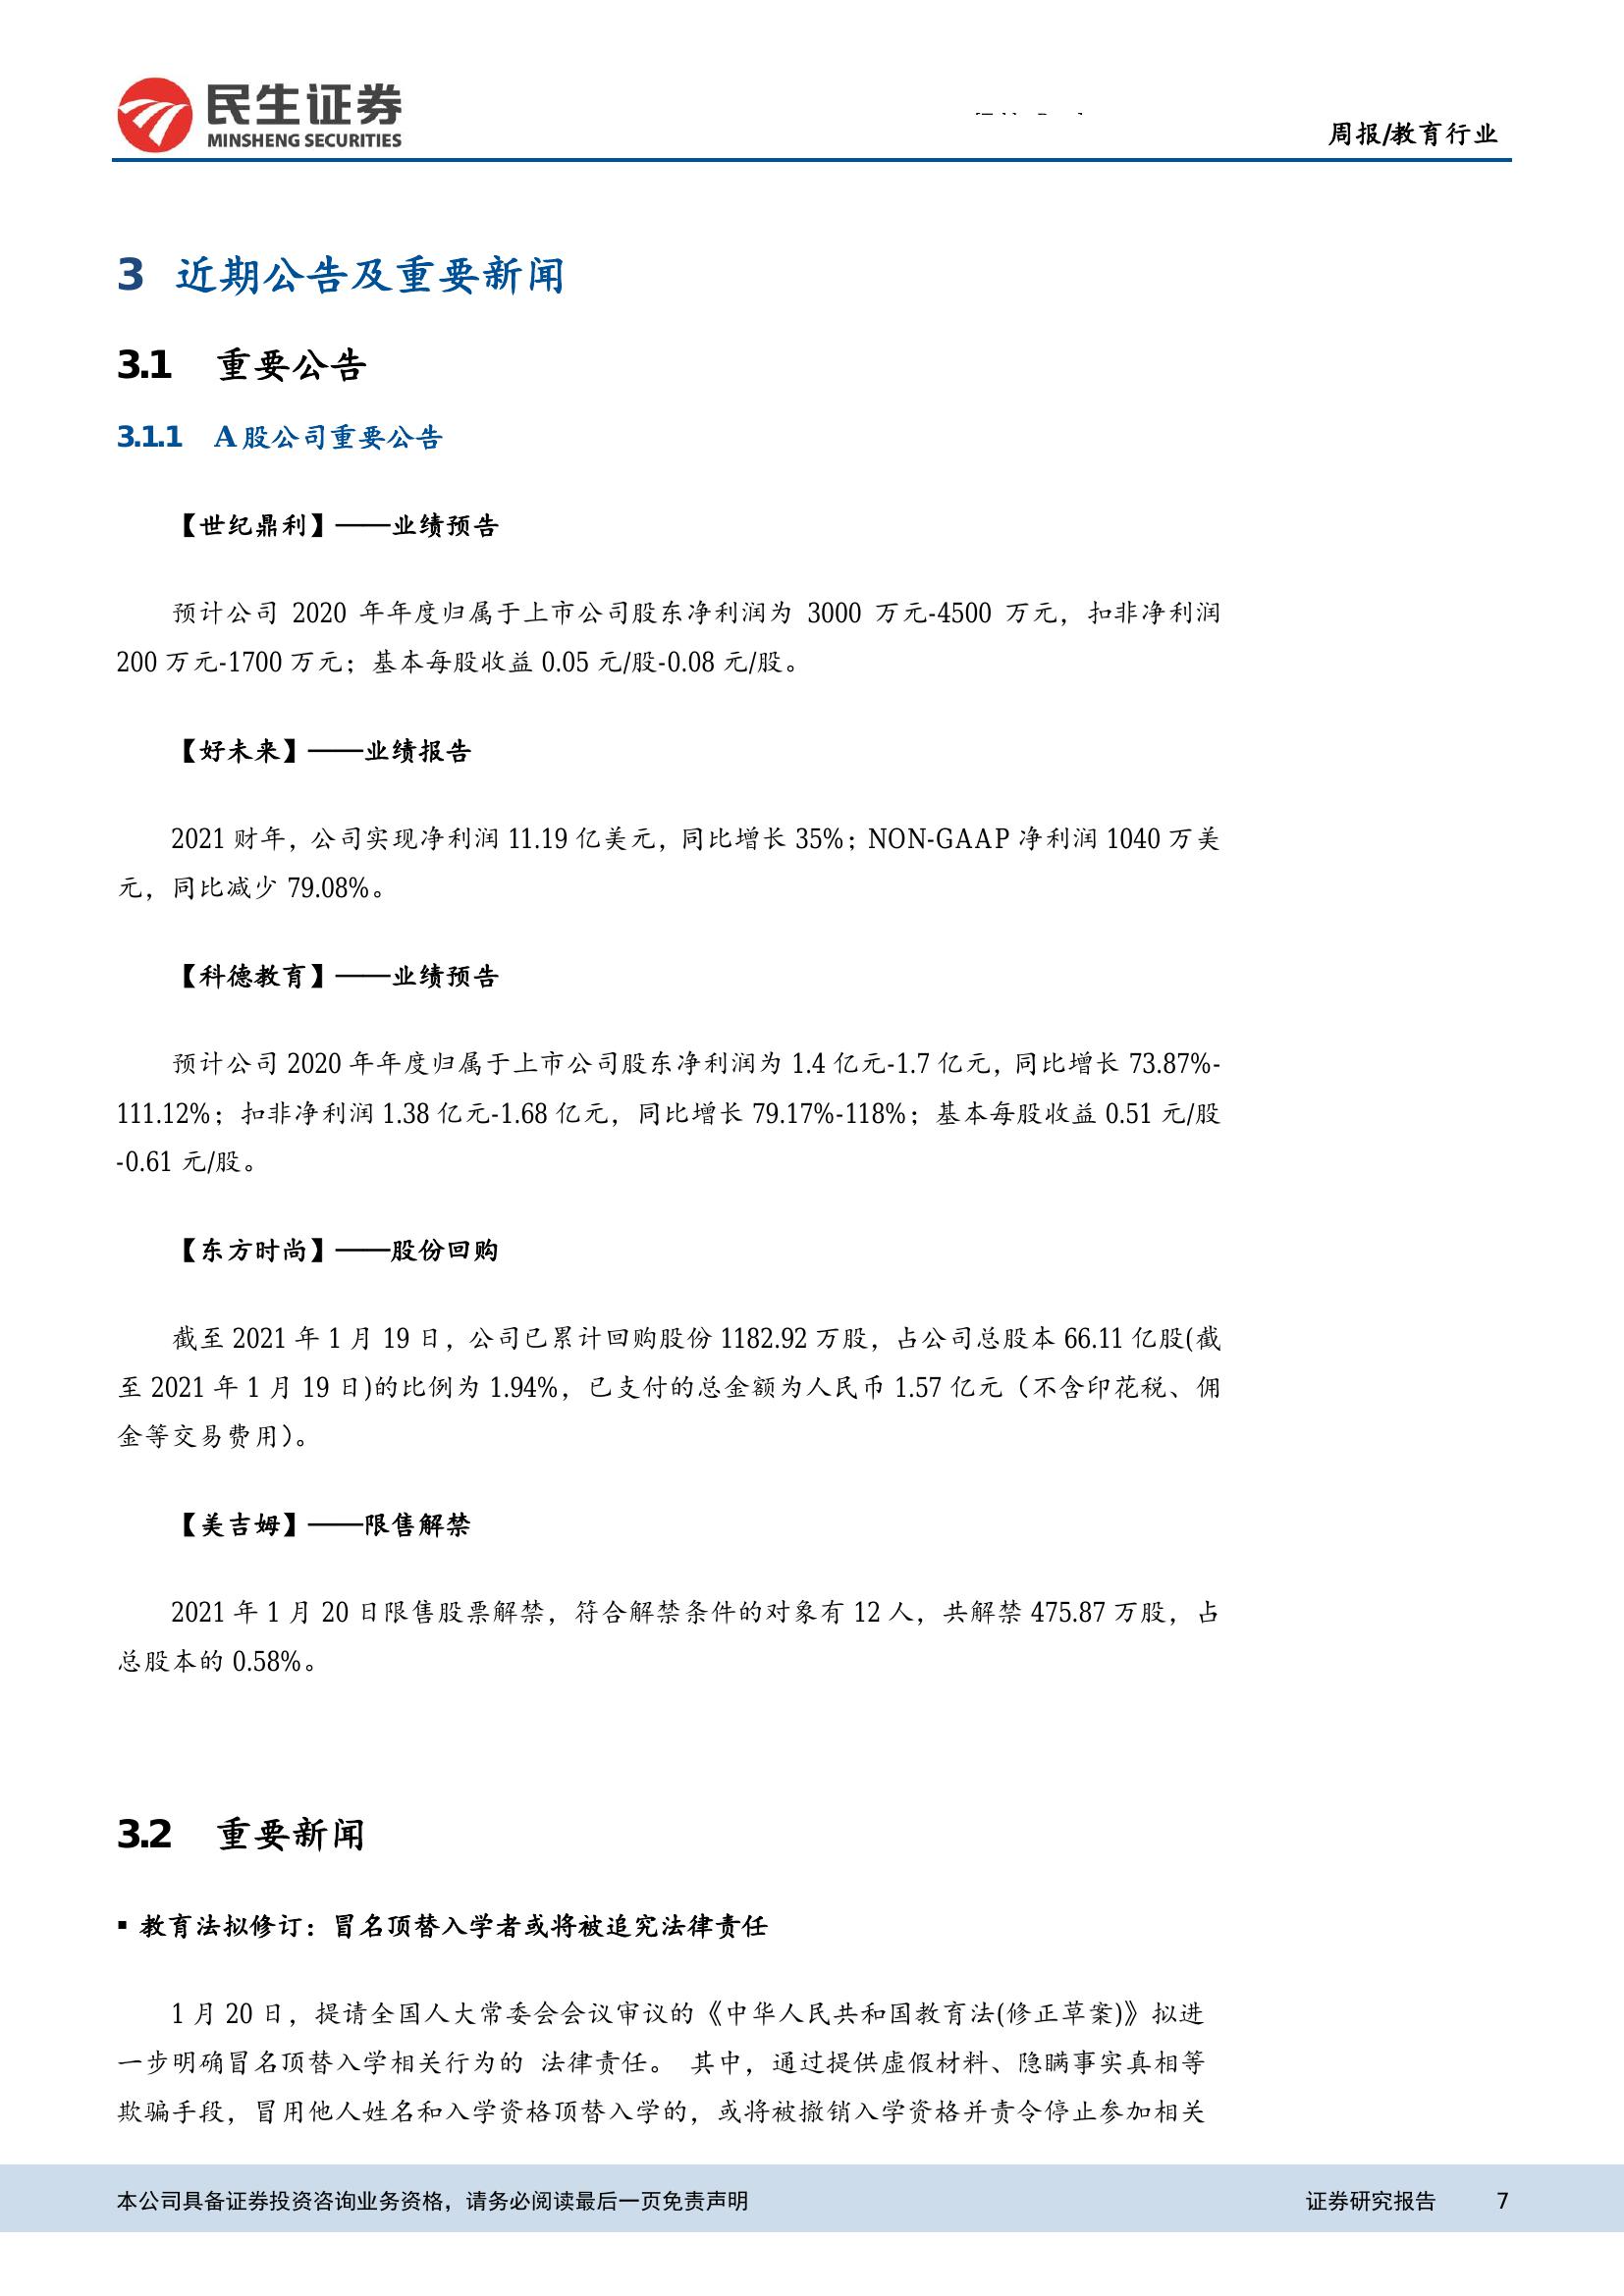 民生证券
MINSHENG SECURITIES
周报/教育行业
3 近期公告及重要新闻
3.1 重要公告
3.1.1 A 股公司重要公告
【世纪鼎利】——业绩预告
预计公司 2020 年年度归属于上市公司股东净利润为 3000 万元-4500 万元，扣非净利润
200 万元-1700 万元；基本每股收益 0.05 元/股-0.08 元/股。
【好未来】——业绩报告
2021 财年，公司实现净利润 11.19 亿美元，同比增长 35%；NON-GAAP 净利润 1040 万美
元，同比减少 79.08%。
【科德教育】——业绩预告
预计公司 2020 年年度归属于上市公司股东净利润为 1.4 亿元-1.7 亿元，同比增长 73.87%-
111.12%；扣非净利润 1.38 亿元-1.68 亿元，同比增长 79.17%-118%；基本每股收益 0.51 元/股
-0.61 元/股。
【东方时尚】——股份回购
截至 2021 年 1 月 19 日，公司已累计回购股份 1182.92 万股，占公司总股本 66.11 亿股(截
至 2021 年 1 月 19 日)的比例为 1.94%，已支付的总金额为人民币 1.57 亿元（不含印花税、佣
金等交易费用）。
【美吉姆】——限售解禁
2021 年 1 月 20 日限售股票解禁，符合解禁条件的对象有 12 人，共解禁 475.87 万股，占
总股本的 0.58%。
3.2 重要新闻
▪ 教育法拟修订：冒名顶替入学者或将被追究法律责任
1 月 20 日，提请全国人大常委会会议审议的《中华人民共和国教育法(修正草案)》拟进
一步明确冒名顶替入学相关行为的 法律责任。 其中，通过提供虚假材料、隐瞒事实真相等
欺骗手段，冒用他人姓名和入学资格顶替入学的，或将被撤销入学资格并责令停止参加相关
本公司具备证券投资咨询业务资格，请务必阅读最后一页免责声明
证券研究报告 7